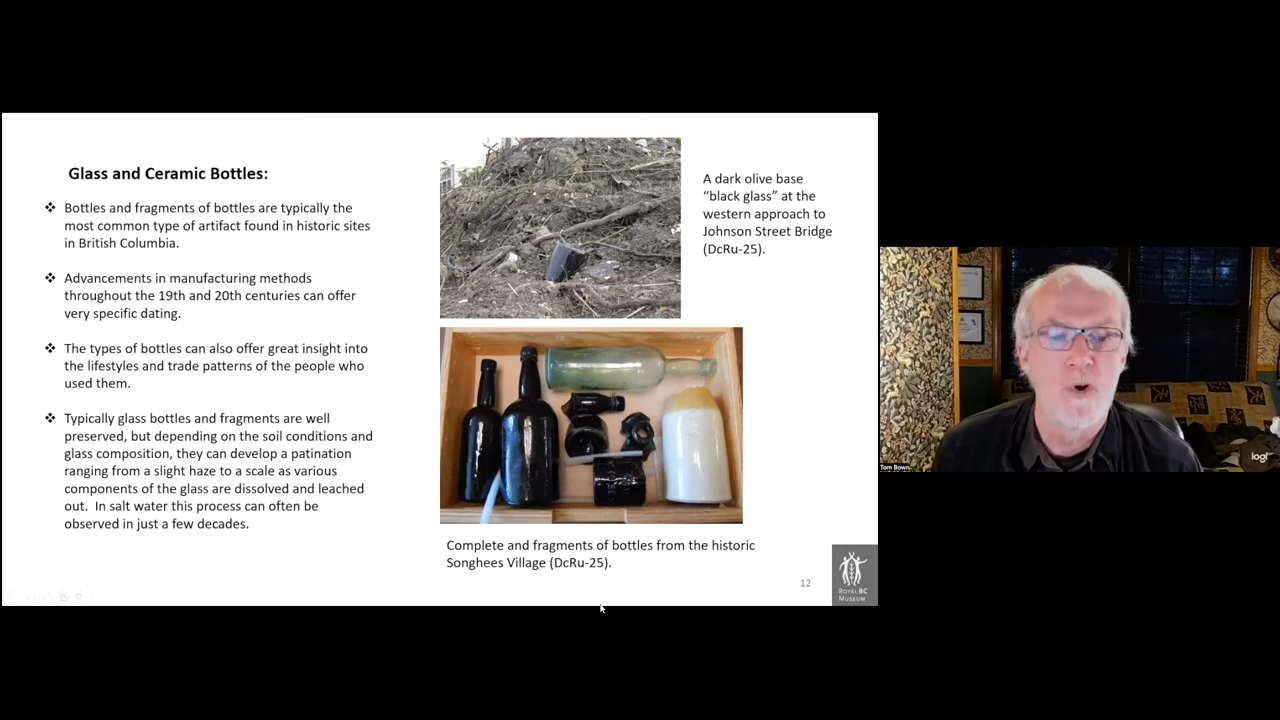 Glass and Ceramic Bottles:
❖ Bottles and fragments of bottles are typically the
most common type of artifact found in historic sites
in British Columbia.
❖ Advancements in manufacturing methods
throughout the 19th and 20th centuries can offer
very specific dating.
❖ The types of bottles can also offer great insight into
the lifestyles and trade patterns of the people who
used them.
❖ Typically glass bottles and fragments are well
preserved, but depending on the soil conditions and
glass composition, they can develop a patination
ranging from a slight haze to a scale as various
components of the glass are dissolved and leached
out.  In salt water this process can often be
observed in just a few decades.
A dark olive base
“black glass” at the
western approach to
Johnson Street Bridge
(DcRu-25).
Complete and fragments of bottles from the historic
Songhees Village (DcRu-25).
12
ROYAL BC
MUSEUM
Tom Bown
logi